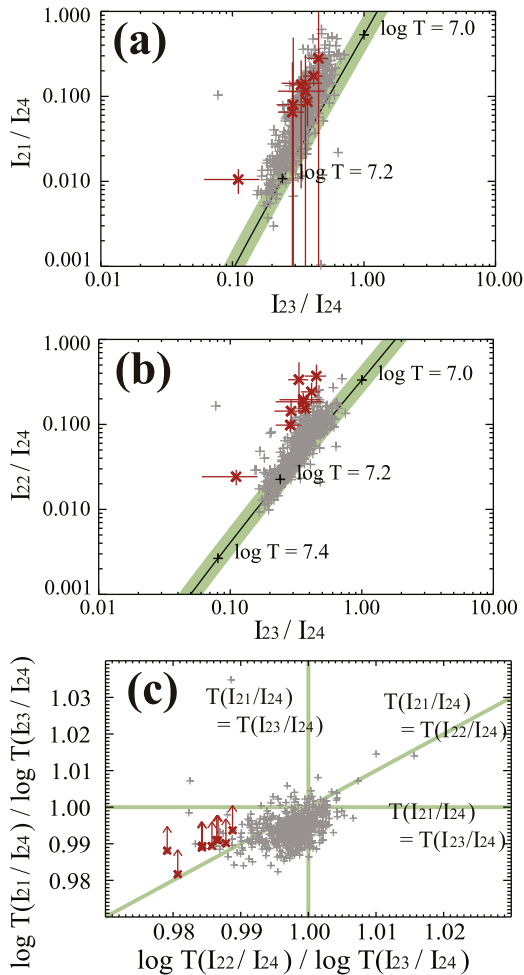 (a)
log T = 7.0
log T = 7.2
1.000
0.100
0.010
0.001
I21 / I24
0.01
0.10
1.00
10.00
I23 / I24
(b)
log T = 7.0
log T = 7.2
log T = 7.4
1.000
0.100
0.010
0.001
I22 / I24
0.01
0.10
1.00
10.00
I23 / I24
(c)
T(I21/I24)
= T(I23/I24)
T(I21/I24)
= T(I22/I24)
T(I21/I24)
= T(I23/I24)
1.03
1.02
1.01
1.00
0.99
0.98
log T(I21/I24) / log T(I23/I24)
0.98
0.99
1.00
1.01
1.02
log T(I22/I24) / log T(I23/I24)